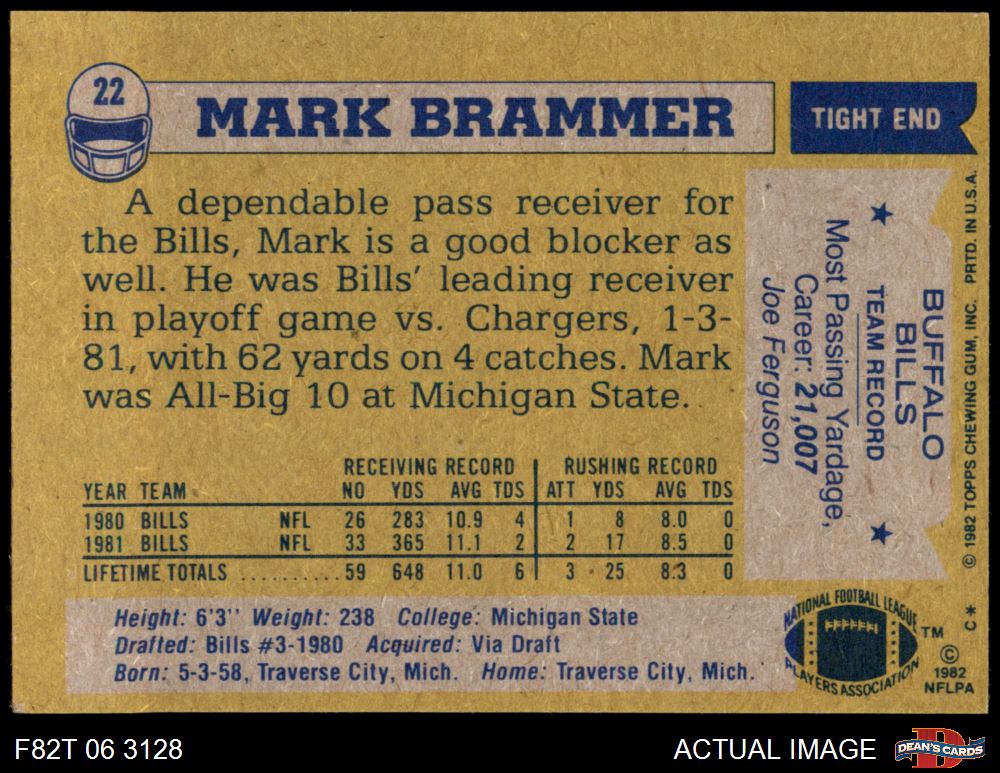 22
MARK BRAMMER
TIGHT END
A dependable pass receiver for
the Bills, Mark is a good blocker as
well. He was Bills' leading receiver
in playoff game vs. Chargers, 1-3-
81, with 62 yards on 4 catches. Mark
was All-Big 10 at Michigan State.
RECEIVING RECORD RUSHING RECORD
YEAR TEAM NO YDS AVG TDS ATT YDS AVG TDS
1980 BILLS NFL 26 283 10.9 4 1 8 8.0 0
1981 BILLS NFL 33 365 11.1 2 2 17 8.5 0
LIFETIME TOTALS .......... 59 648 11.0 6 3 25 8.3 0
Height: 6'3'' Weight: 238 College: Michigan State
Drafted: Bills #3-1980 Acquired: Via Draft
Born: 5-3-58, Traverse City, Mich. Home: Traverse City, Mich.
BUFFALO
BILLS
★ TEAM RECORD ★
Most Passing Yardage,
Career: 21,007
Joe Ferguson
© 1982 TOPPS CHEWING GUM, INC. PRTD. IN U.S.A.
C *
NATIONAL FOOTBALL LEAGUE
PLAYERS ASSOCIATION
TM
©
1982
NFLPA
F82T 06 3128
ACTUAL IMAGE
DEAN'S CARDS